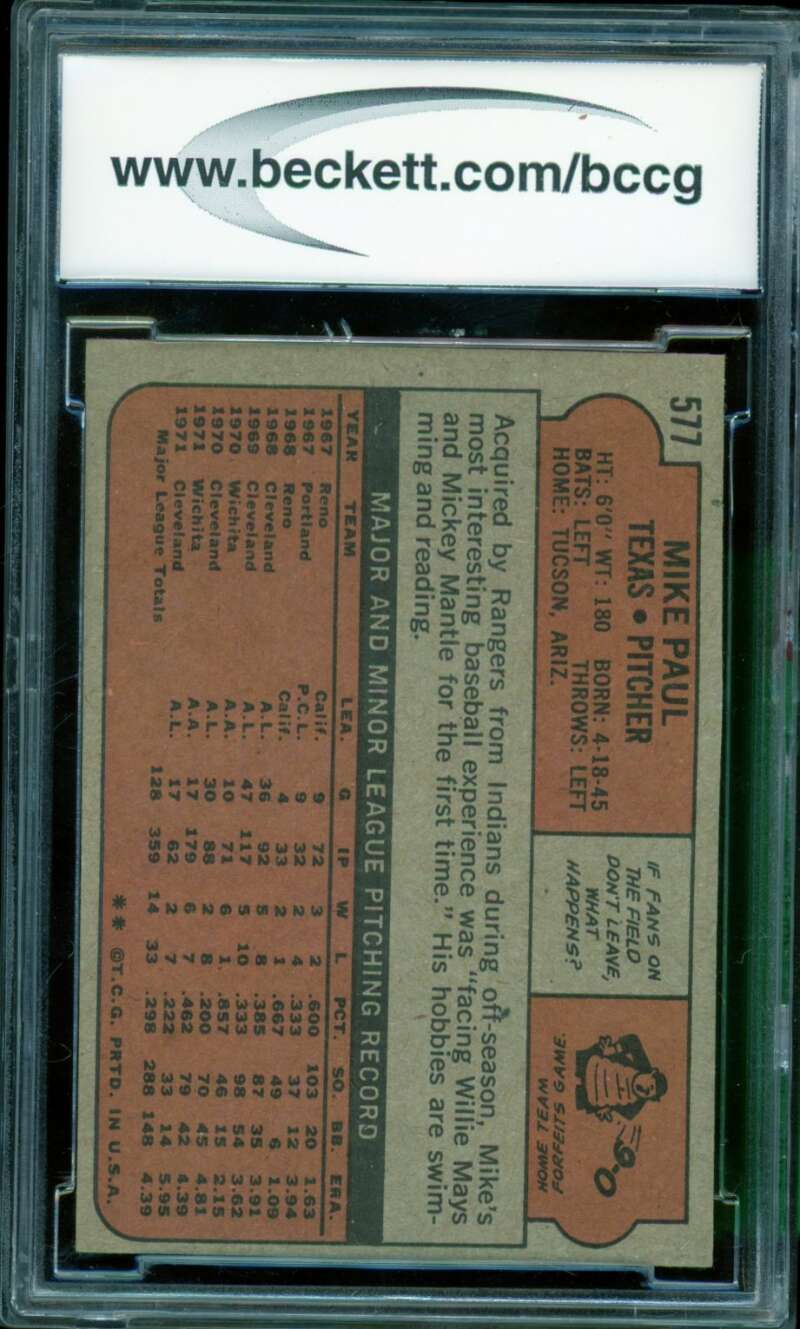 www.beckett.com/bccg
577
MIKE PAUL
TEXAS • PITCHER
HT: 6'0" WT: 180 BORN: 4-18-45
BATS: LEFT THROWS: LEFT
HOME: TUCSON, ARIZ.
IF FANS ON
THE FIELD
DON'T LEAVE,
WHAT
HAPPENS?
9-0
HOME TEAM
FORFEITS GAME.
Acquired by Rangers from Indians during off-season, Mike's
most interesting baseball experience was "facing Willie Mays
and Mickey Mantle for the first time." His hobbies are swim-
ming and reading.
MAJOR AND MINOR LEAGUE PITCHING RECORD
YEAR TEAM LEA. G IP W L PCT. SO. BB. ERA.
1967 Reno Calif. 9 72 3 2 .600 103 20 1.63
1967 Portland P.C.L. 9 32 2 4 .333 37 12 3.94
1968 Reno Calif. 4 33 2 1 .667 49 6 1.09
1968 Cleveland A.L. 36 92 5 8 .385 87 35 3.91
1969 Cleveland A.L. 47 117 5 10 .333 98 54 3.62
1970 Wichita A.A. 10 71 6 1 .857 46 15 2.15
1970 Cleveland A.L. 30 88 2 8 .200 70 45 4.81
1971 Wichita A.A. 17 179 6 7 .462 79 42 4.39
1971 Cleveland A.L. 17 62 2 7 .222 33 14 5.95
Major League Totals 128 359 14 33 .298 288 148 4.39
** ©T.C.G. PRTD. IN U.S.A.